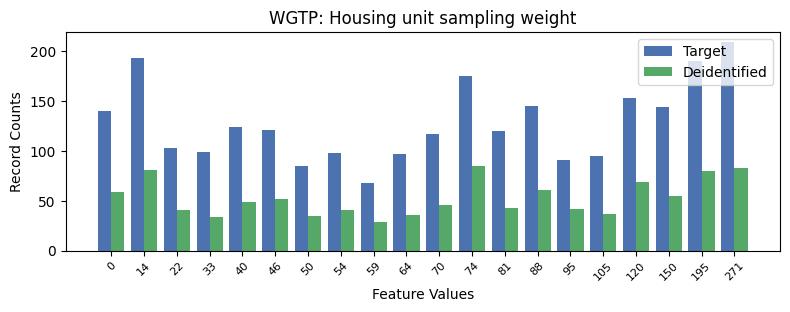 WGTP: Housing unit sampling weight
Target
Deidentified
Record Counts
200
150
100
50
0
0 14 22 33 40 46 50 54 59 64 70 74 81 88 95 105 120 150 195 271
Feature Values